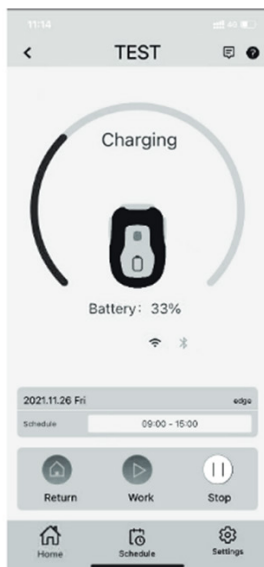 11:14
TEST
Charging
Battery: 33%
2021.11.26 Fri edge
Schedule 09:00 - 15:00
Return Work Stop
Home Schedule Settings